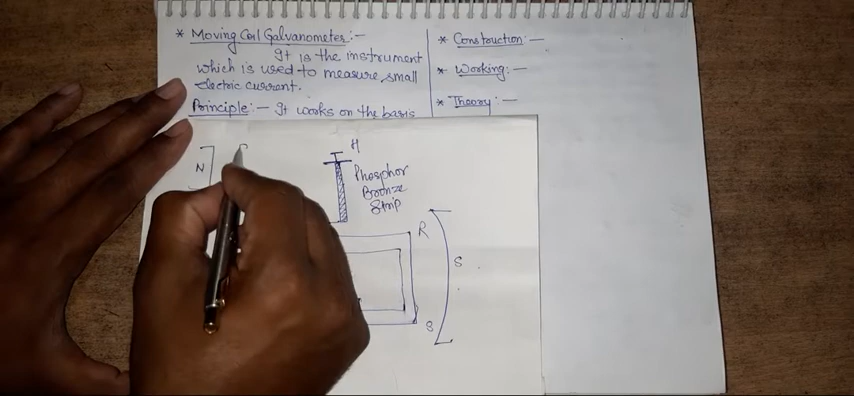 * Moving Coil Galvanometer:-
It is the instrument
which is used to measure small
electric current.
Principle:- It works on the basis
* Construction:-
* Working:-
* Theory:-
N
H
Phosphor
Bronze
Strip
R
S